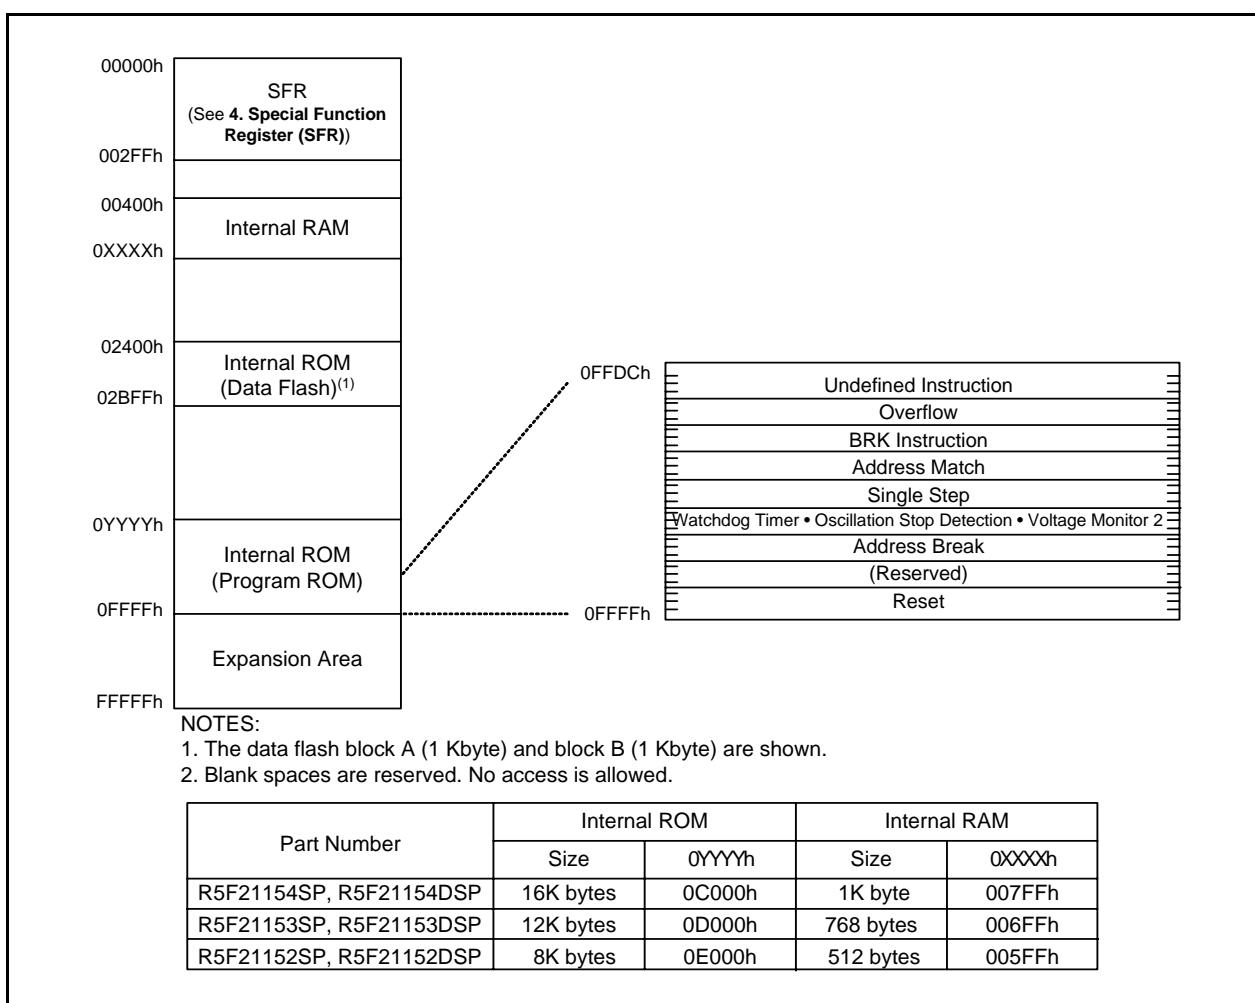 00000h
SFR
(See 4. Special Function
Register (SFR))
002FFh
00400h
Internal RAM
0XXXXh
02400h
Internal ROM
(Data Flash)(1)
02BFFh
0YYYYh
Internal ROM
(Program ROM)
0FFFFh
Expansion Area
FFFFFh
0FFDCh
Undefined Instruction
Overflow
BRK Instruction
Address Match
Single Step
Watchdog Timer • Oscillation Stop Detection • Voltage Monitor 2
Address Break
(Reserved)
Reset
0FFFFh
NOTES:
1. The data flash block A (1 Kbyte) and block B (1 Kbyte) are shown.
2. Blank spaces are reserved. No access is allowed.
Part Number Internal ROM Internal RAM
Size 0YYYYh Size 0XXXXh
R5F21154SP, R5F21154DSP 16K bytes 0C000h 1K byte 007FFh
R5F21153SP, R5F21153DSP 12K bytes 0D000h 768 bytes 006FFh
R5F21152SP, R5F21152DSP 8K bytes 0E000h 512 bytes 005FFh